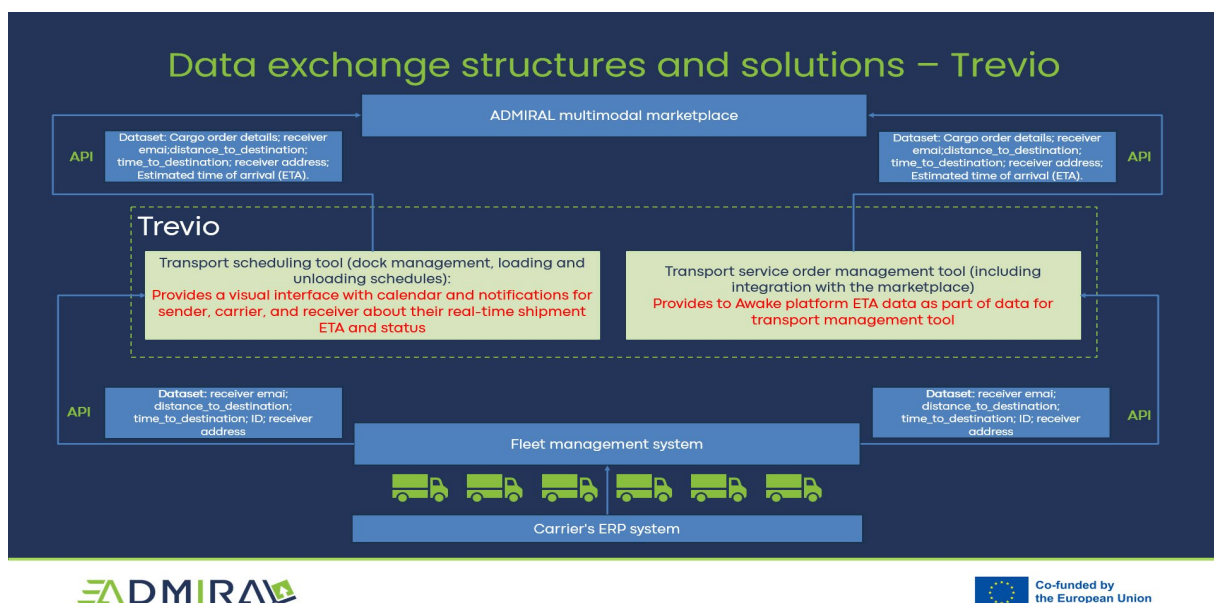 Data exchange structures and solutions – Trevio
ADMIRAL multimodal marketplace
API
Dataset: Cargo order details; receiver
emai;distance_to_destination;
time_to_destination; receiver address;
Estimated time of arrival (ETA).
Dataset: Cargo order details; receiver
emai;distance_to_destination;
time_to_destination; receiver address;
Estimated time of arrival (ETA).
API
Trevio
Transport scheduling tool (dock management, loading and
unloading schedules):
Provides a visual interface with calendar and notifications for
sender, carrier, and receiver about their real-time shipment
ETA and status
Transport service order management tool (including
integration with the marketplace)
Provides to Awake platform ETA data as part of data for
transport management tool
API
Dataset: receiver emai;
distance_to_destination;
time_to_destination; ID; receiver
address
Dataset: receiver emai;
distance_to_destination;
time_to_destination; ID; receiver
address
API
Fleet management system
Carrier's ERP system
ADMIRAL
Co-funded by
the European Union